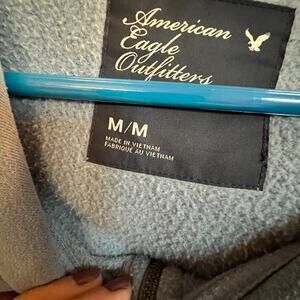 American
Eagle
Outfitters
M/M
MADE IN VIETNAM
FABRIQUÉ AU VIETNAM